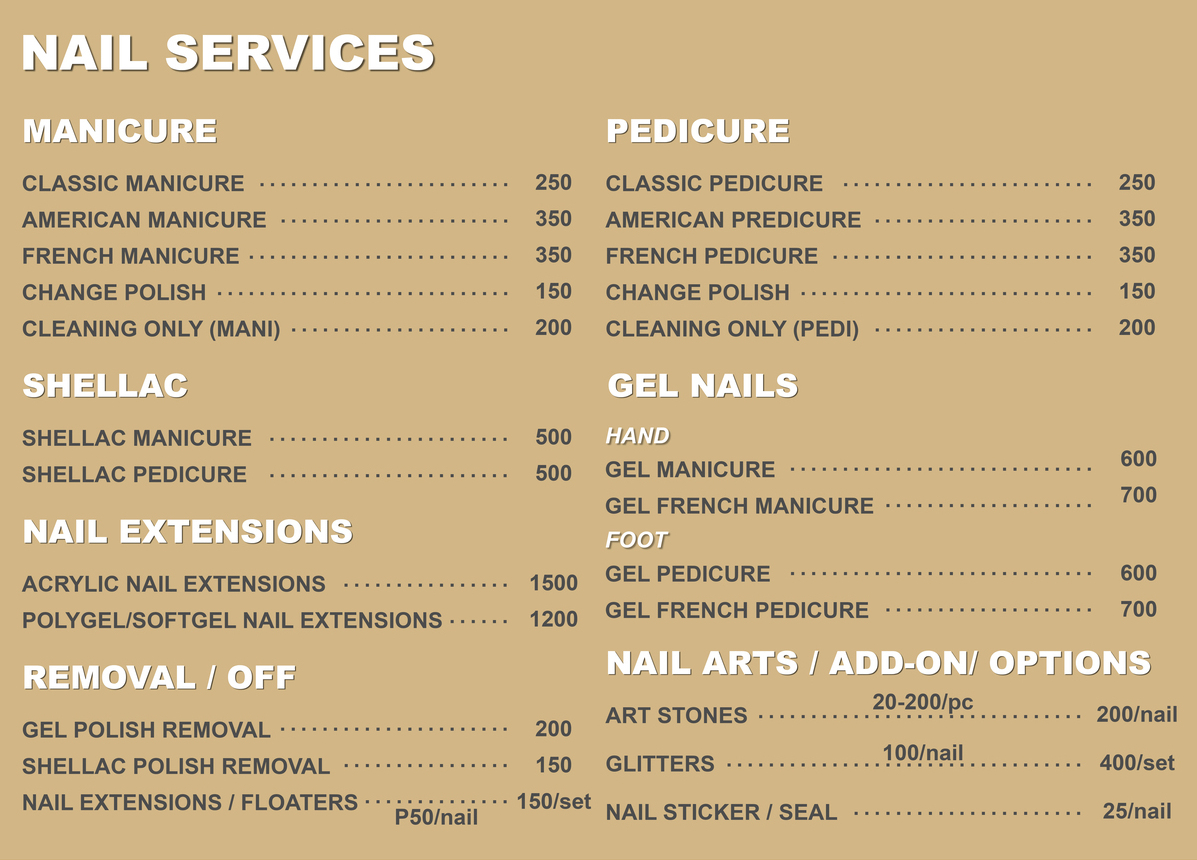 NAIL SERVICES
MANICURE
CLASSIC MANICURE ........................ 250
AMERICAN MANICURE ...................... 350
FRENCH MANICURE ......................... 350
CHANGE POLISH ............................ 150
CLEANING ONLY (MANI) ..................... 200
SHELLAC
SHELLAC MANICURE ....................... 500
SHELLAC PEDICURE ....................... 500
NAIL EXTENSIONS
ACRYLIC NAIL EXTENSIONS ................ 1500
POLYGEL/SOFTGEL NAIL EXTENSIONS ...... 1200
REMOVAL / OFF
GEL POLISH REMOVAL ...................... 200
SHELLAC POLISH REMOVAL ................ 150
NAIL EXTENSIONS / FLOATERS .............. 150/set
P50/nail
PEDICURE
CLASSIC PEDICURE ........................ 250
AMERICAN PREDICURE ..................... 350
FRENCH PEDICURE ......................... 350
CHANGE POLISH ............................ 150
CLEANING ONLY (PEDI) ..................... 200
GEL NAILS
HAND
GEL MANICURE ............................. 600
GEL FRENCH MANICURE .................... 700
FOOT
GEL PEDICURE ............................. 600
GEL FRENCH PEDICURE .................... 700
NAIL ARTS / ADD-ON/ OPTIONS
20-200/pc
ART STONES ............................... 200/nail
100/nail
GLITTERS .................................. 400/set
NAIL STICKER / SEAL ...................... 25/nail